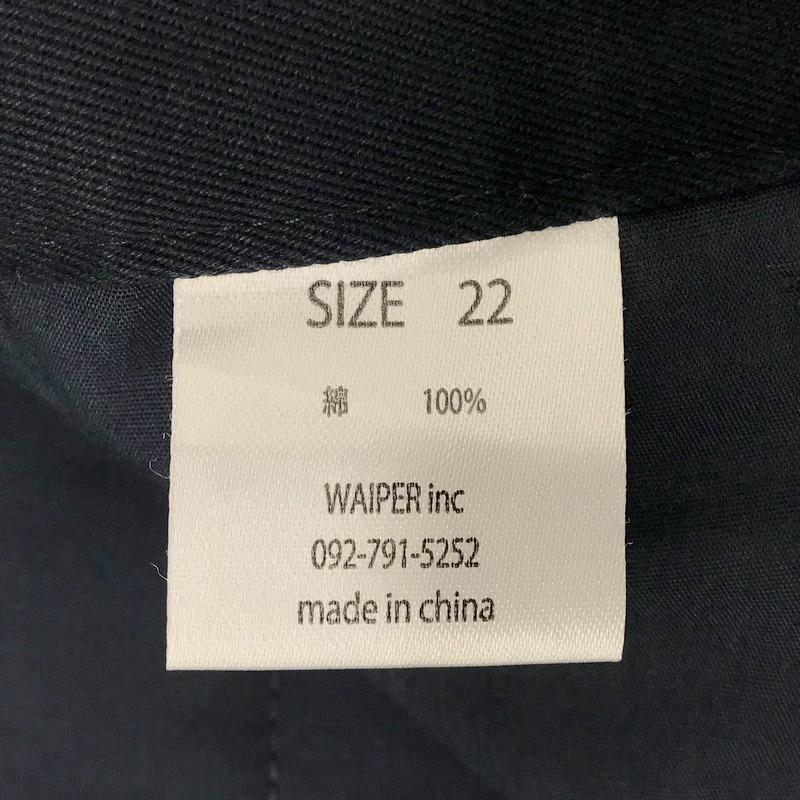 SIZE 22
綿 100%
WAIPER inc
092-791-5252
made in china